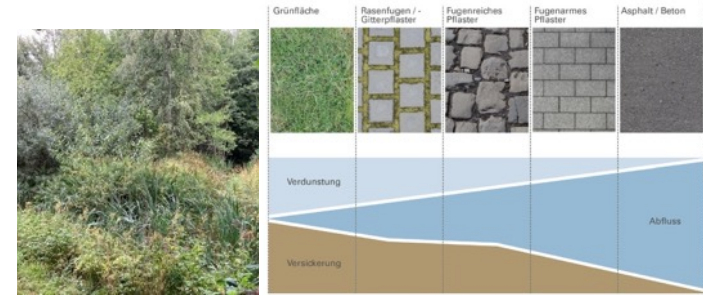 Grünfläche
Rasenfugen / -
Gitterpflaster
Fugenreiches
Pflaster
Fugenarmes
Pflaster
Asphalt / Beton
Verdunstung
Abfluss
Versickerung